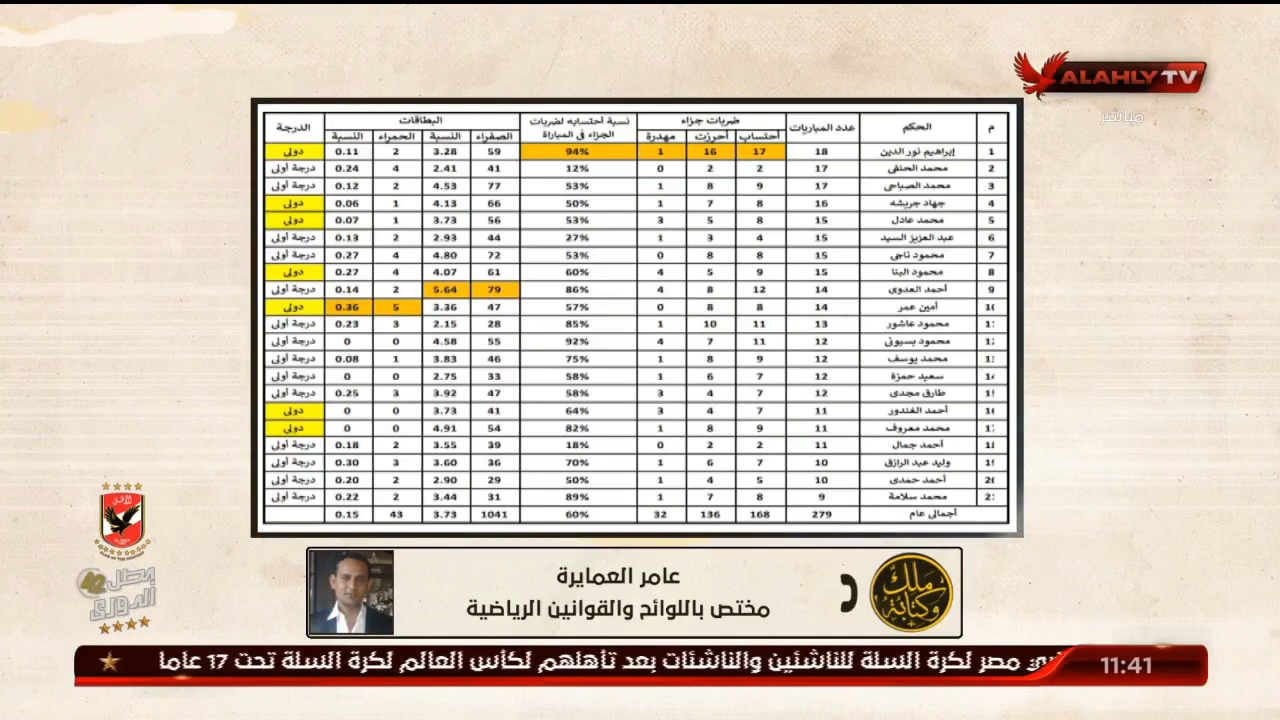 ALAHLY TV
مباشر
م الحكم عدد المباريات ضربات جزاء نسبة أحتسابه لضربات الجزاء فى المباراة البطاقات الدرجة
أحتساب أحرزت مهدرة الصفراء النسبة الحمراء النسبة
1 إبراهيم نور الدين 18 17 16 1 94% 59 3.28 2 0.11 دولى
2 محمد الحنفى 17 2 2 0 12% 41 2.41 4 0.24 درجة أولى
3 محمد الصباحى 17 9 8 1 53% 77 4.53 2 0.12 درجة أولى
4 جهاد جريشه 16 8 7 1 50% 66 4.13 1 0.06 دولى
5 محمد عادل 15 8 5 3 53% 56 3.73 1 0.07 دولى
6 عبد العزيز السيد 15 4 3 1 27% 44 2.93 2 0.13 درجة أولى
7 محمود ناجى 15 8 8 0 53% 72 4.80 4 0.27 درجة أولى
8 محمود البنا 15 9 5 4 60% 61 4.07 4 0.27 دولى
9 أحمد العدوى 14 12 8 4 86% 79 5.64 2 0.14 درجة أولى
10 أمين عمر 14 8 8 0 57% 47 3.36 5 0.36 دولى
محمود عاشور 13 11 10 1 85% 28 2.15 3 0.23 درجة أولى
محمود بسيونى 12 11 7 4 92% 55 4.58 0 0 درجة أولى
محمد يوسف 12 9 8 1 75% 46 3.83 1 0.08 درجة أولى
سعيد حمزة 12 7 6 1 58% 33 2.75 0 0 درجة أولى
طارق مجدى 12 7 4 3 58% 47 3.92 3 0.25 درجة أولى
أحمد الغندور 11 7 4 3 64% 41 3.73 0 0 دولى
محمد معروف 11 9 8 1 82% 54 4.91 0 0 دولى
أحمد جمال 11 2 2 0 18% 39 3.55 2 0.18 درجة أولى
وليد عبد الرازق 10 7 6 1 70% 36 3.60 3 0.30 درجة أولى
أحمد حمدى 10 5 4 1 50% 29 2.90 2 0.20 درجة أولى
محمد سلامة 9 8 7 1 89% 31 3.44 2 0.22 درجة أولى
أجمالى عام 279 168 136 32 60% 1041 3.73 43 0.15
بطل الدورى 42
ملك وكتابة
عامر العمايرة
مختص باللوائح والقوانين الرياضية
مصر لكرة السلة للناشئين والناشئات بعد تأهلهم لكأس العالم لكرة السلة تحت 17 عاما
11:41